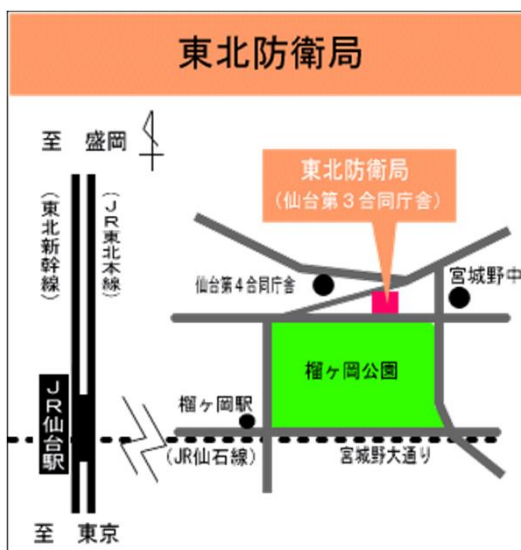 東北防衛局
至 盛岡
東北防衛局
(仙台第3合同庁舎)
(東北新幹線)
(JR東北本線)
仙台第4合同庁舎
宮城野中
榴ヶ岡公園
JR仙台駅
榴ヶ岡駅
(JR仙石線)
宮城野大通り
至 東京